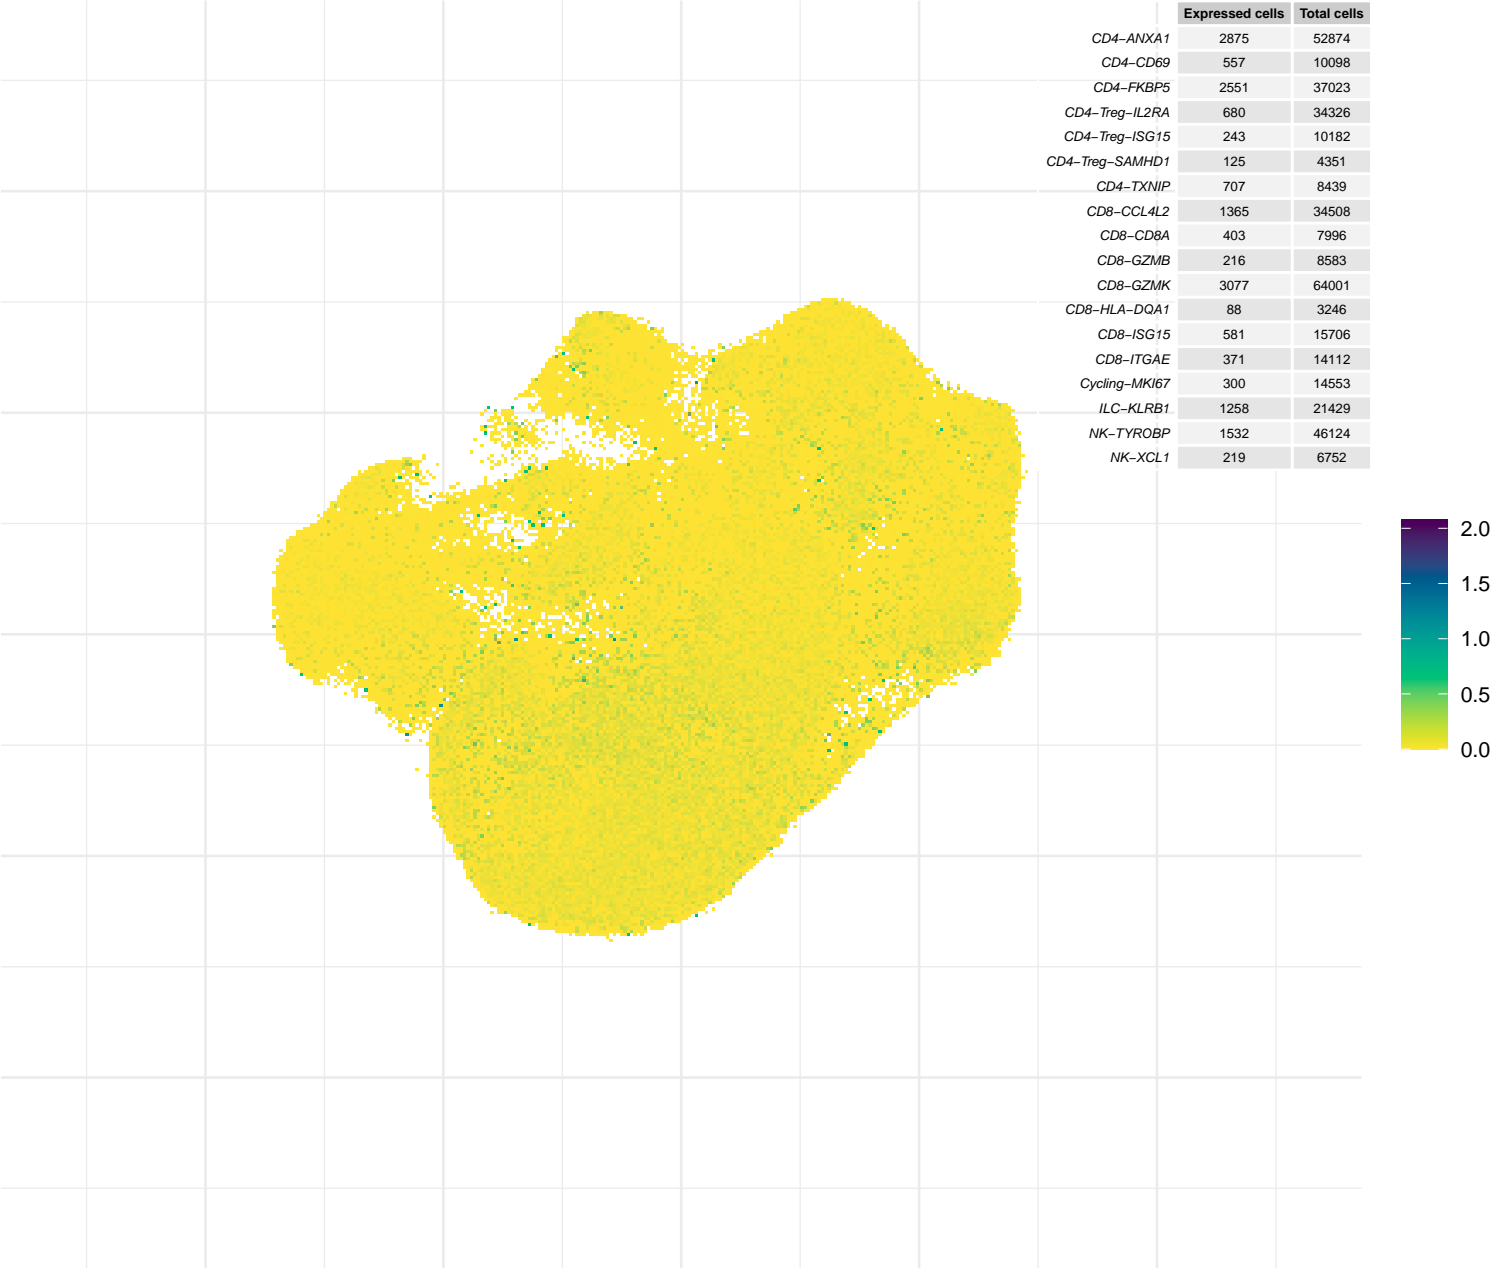 Expressed cells Total cells
CD4−ANXA1 2875 52874
CD4−CD69 557 10098
CD4−FKBP5 2551 37023
CD4−Treg−IL2RA 680 34326
CD4−Treg−ISG15 243 10182
CD4−Treg−SAMHD1 125 4351
CD4−TXNIP 707 8439
CD8−CCL4L2 1365 34508
CD8−CD8A 403 7996
CD8−GZMB 216 8583
CD8−GZMK 3077 64001
CD8−HLA−DQA1 88 3246
CD8−ISG15 581 15706
CD8−ITGAE 371 14112
Cycling−MKI67 300 14553
ILC−KLRB1 1258 21429
NK−TYROBP 1532 46124
NK−XCL1 219 6752
2.0
1.5
1.0
0.5
0.0